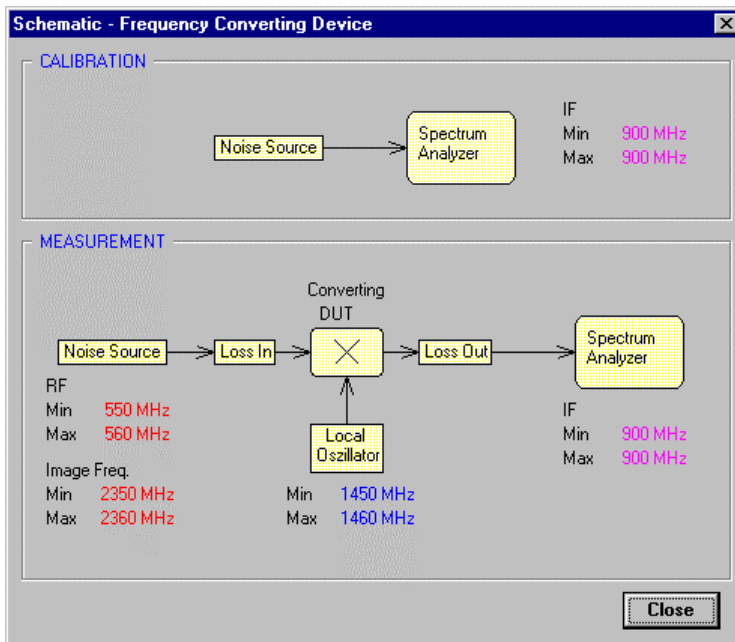 Schematic - Frequency Converting Device
CALIBRATION
Noise Source
Spectrum
Analyzer
IF
Min 900 MHz
Max 900 MHz
MEASUREMENT
Converting
DUT
Noise Source
Loss In
Loss Out
Spectrum
Analyzer
RF
Min 550 MHz
Max 560 MHz
Local
Oszillator
IF
Min 900 MHz
Max 900 MHz
Image Freq.
Min 2350 MHz
Max 2360 MHz
Min 1450 MHz
Max 1460 MHz
Close